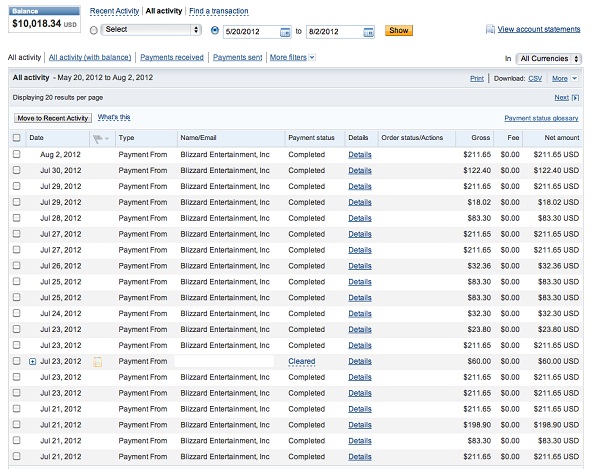 Balance
$10,018.34 USD
Recent Activity | All activity | Find a transaction
Select 5/20/2012 to 8/2/2012 Show
View account statements
All activity | All activity (with balance) | Payments received | Payments sent | More filters
In All Currencies
All activity - May 20, 2012 to Aug 2, 2012
Print | Download: CSV | More
Displaying 20 results per page
Next
Move to Recent Activity What's this
Payment status glossary
Date Type Name/Email Payment status Details Order status/Actions Gross Fee Net amount
Aug 2, 2012 Payment From Blizzard Entertainment, Inc Completed Details $211.65 $0.00 $211.65 USD
Jul 30, 2012 Payment From Blizzard Entertainment, Inc Completed Details $122.40 $0.00 $122.40 USD
Jul 29, 2012 Payment From Blizzard Entertainment, Inc Completed Details $211.65 $0.00 $211.65 USD
Jul 29, 2012 Payment From Blizzard Entertainment, Inc Completed Details $18.02 $0.00 $18.02 USD
Jul 28, 2012 Payment From Blizzard Entertainment, Inc Completed Details $83.30 $0.00 $83.30 USD
Jul 27, 2012 Payment From Blizzard Entertainment, Inc Completed Details $211.65 $0.00 $211.65 USD
Jul 27, 2012 Payment From Blizzard Entertainment, Inc Completed Details $211.65 $0.00 $211.65 USD
Jul 26, 2012 Payment From Blizzard Entertainment, Inc Completed Details $32.36 $0.00 $32.36 USD
Jul 25, 2012 Payment From Blizzard Entertainment, Inc Completed Details $83.30 $0.00 $83.30 USD
Jul 25, 2012 Payment From Blizzard Entertainment, Inc Completed Details $83.30 $0.00 $83.30 USD
Jul 24, 2012 Payment From Blizzard Entertainment, Inc Completed Details $32.30 $0.00 $32.30 USD
Jul 23, 2012 Payment From Blizzard Entertainment, Inc Completed Details $23.80 $0.00 $23.80 USD
Jul 23, 2012 Payment From Cleared Details $60.00 $0.00 $60.00 USD
Jul 23, 2012 Payment From Blizzard Entertainment, Inc Completed Details $211.65 $0.00 $211.65 USD
Jul 23, 2012 Payment From Blizzard Entertainment, Inc Completed Details $211.65 $0.00 $211.65 USD
Jul 21, 2012 Payment From Blizzard Entertainment, Inc Completed Details $211.65 $0.00 $211.65 USD
Jul 21, 2012 Payment From Blizzard Entertainment, Inc Completed Details $198.90 $0.00 $198.90 USD
Jul 21, 2012 Payment From Blizzard Entertainment, Inc Completed Details $83.30 $0.00 $83.30 USD
Jul 21, 2012 Payment From Blizzard Entertainment, Inc Completed Details $211.65 $0.00 $211.65 USD